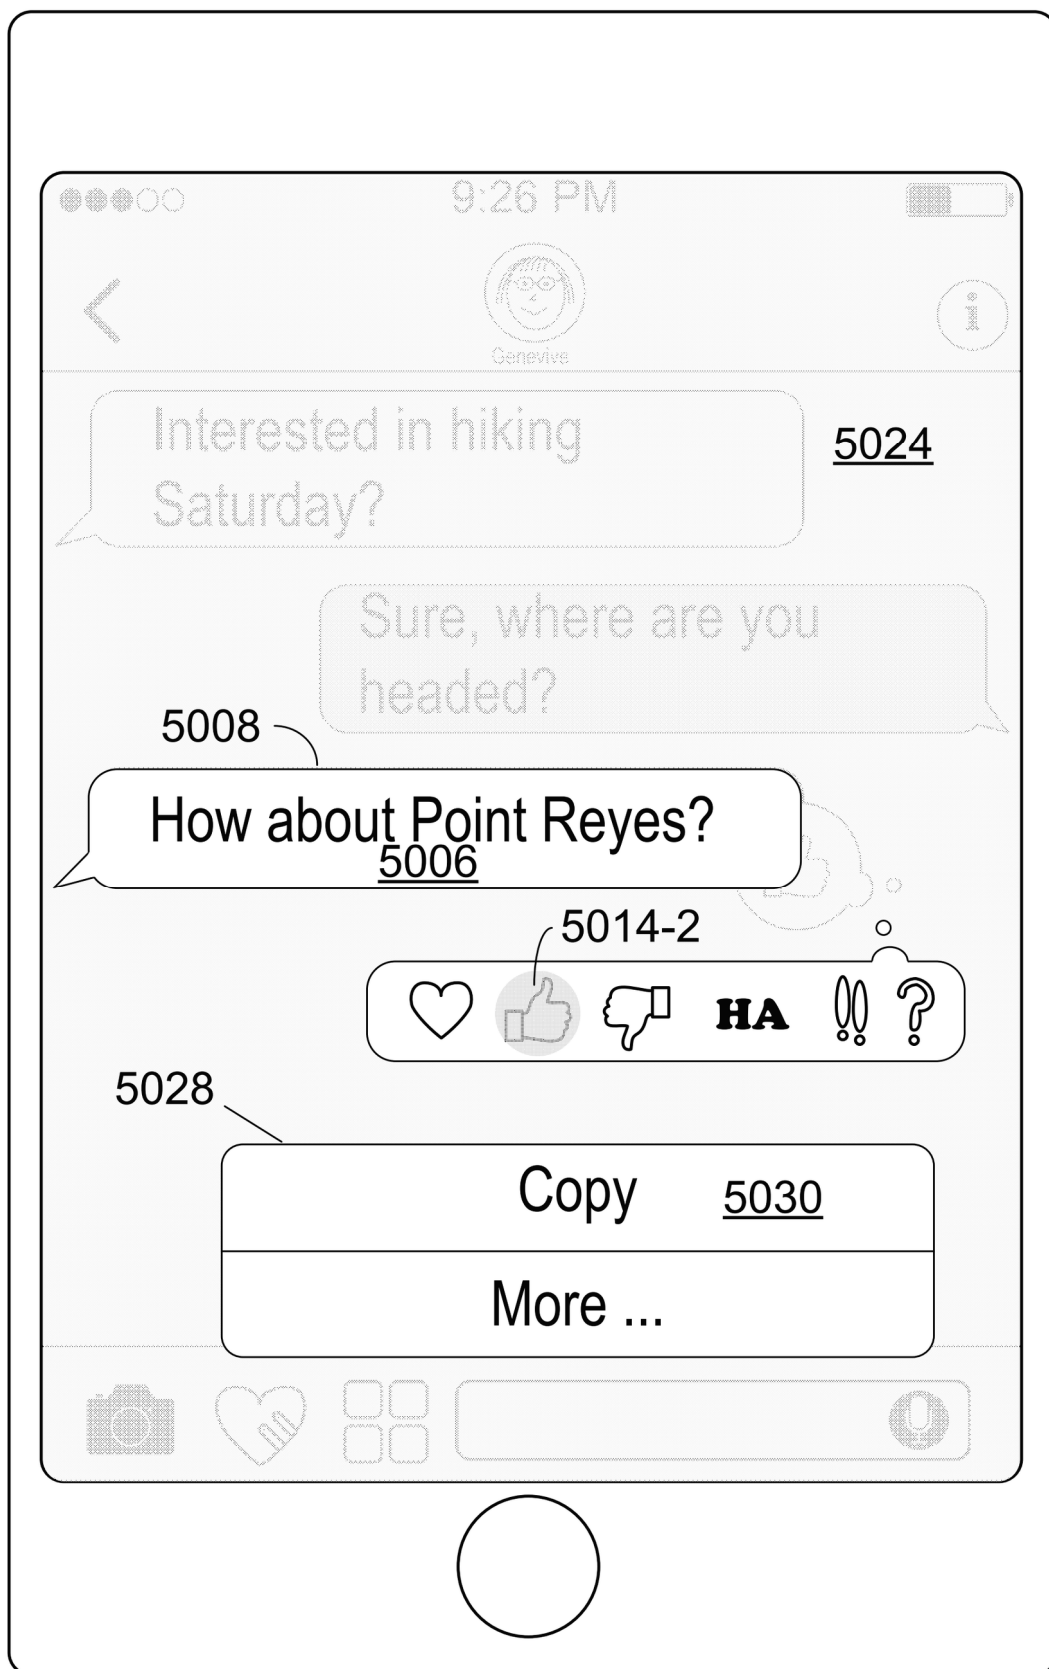 9:26 PM
i
Genevive
Interested in hiking
Saturday?
5024
Sure, where are you
headed?
5008
How about Point Reyes?
5006
5014-2
HA
!!
?
5028
Copy
5030
More ...